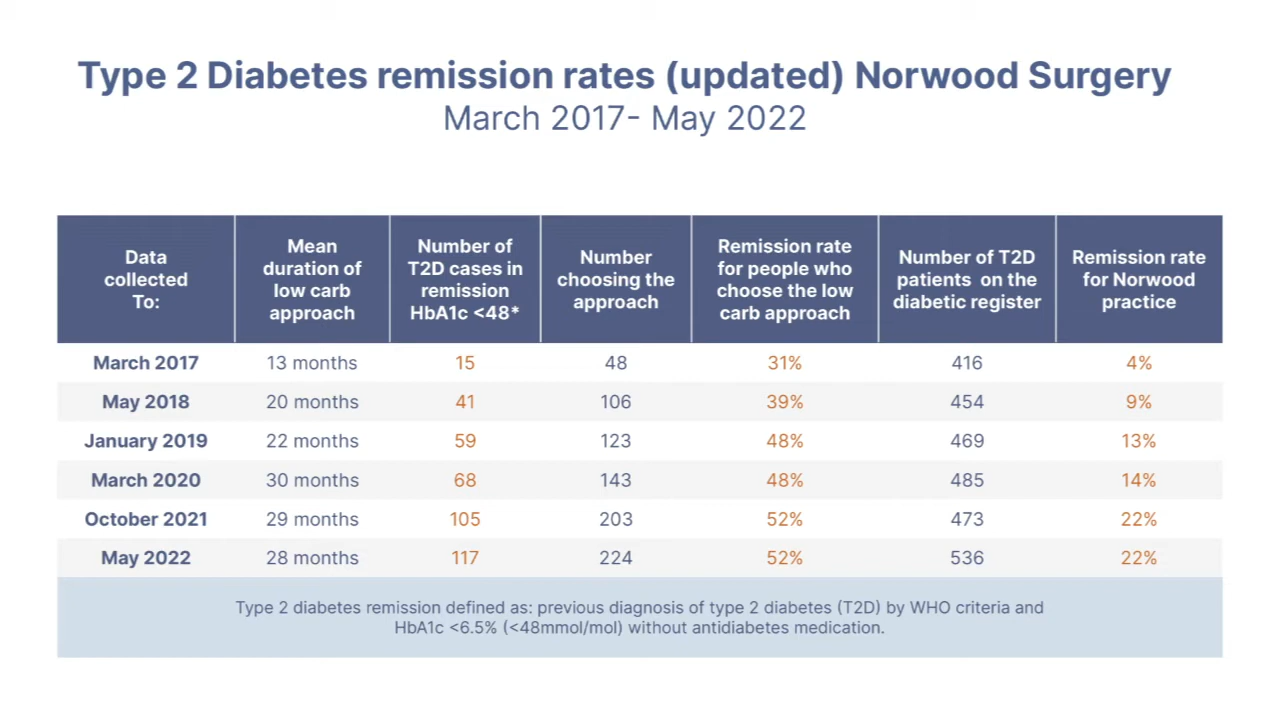 Type 2 Diabetes remission rates (updated) Norwood Surgery
March 2017- May 2022
Data collected To: Mean duration of low carb approach Number of T2D cases in remission HbA1c <48* Number choosing the approach Remission rate for people who choose the low carb approach Number of T2D patients on the diabetic register Remission rate for Norwood practice
March 2017 13 months 15 48 31% 416 4%
May 2018 20 months 41 106 39% 454 9%
January 2019 22 months 59 123 48% 469 13%
March 2020 30 months 68 143 48% 485 14%
October 2021 29 months 105 203 52% 473 22%
May 2022 28 months 117 224 52% 536 22%
Type 2 diabetes remission defined as: previous diagnosis of type 2 diabetes (T2D) by WHO criteria and
HbA1c <6.5% (<48mmol/mol) without antidiabetes medication.